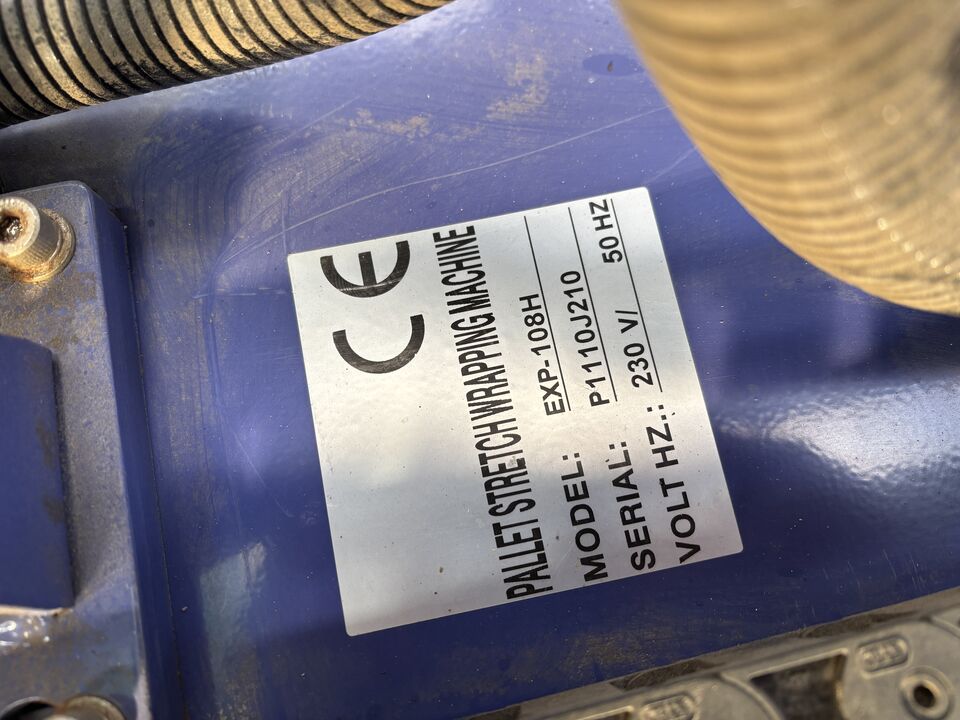 CE
PALLET STRETCH WRAPPING MACHINE
MODEL: EXP-108H
SERIAL: P1110J210
VOLT HZ.: 230 V/ 50 HZ